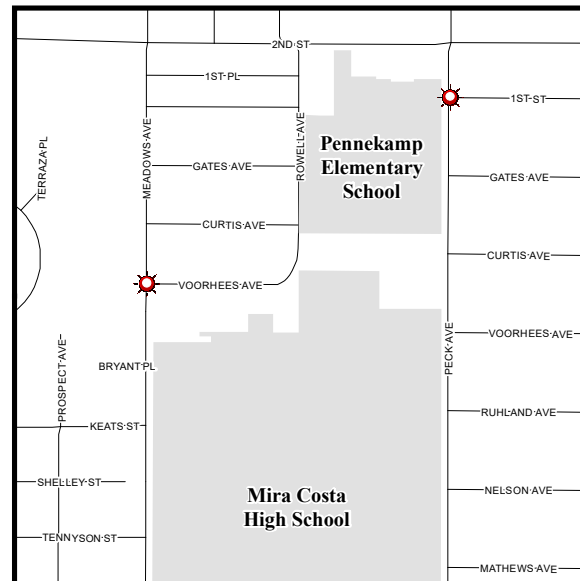 2ND ST
1ST PL
1ST ST
MEADOWS AVE
ROWELL AVE
Pennekamp
Elementary
School
TERRAZA PL
GATES AVE
GATES AVE
CURTIS AVE
CURTIS AVE
VOORHEES AVE
VOORHEES AVE
PECK AVE
PROSPECT AVE
BRYANT PL
KEATS ST
RUHLAND AVE
SHELLEY ST
NELSON AVE
Mira Costa
High School
TENNYSON ST
MATHEWS AVE